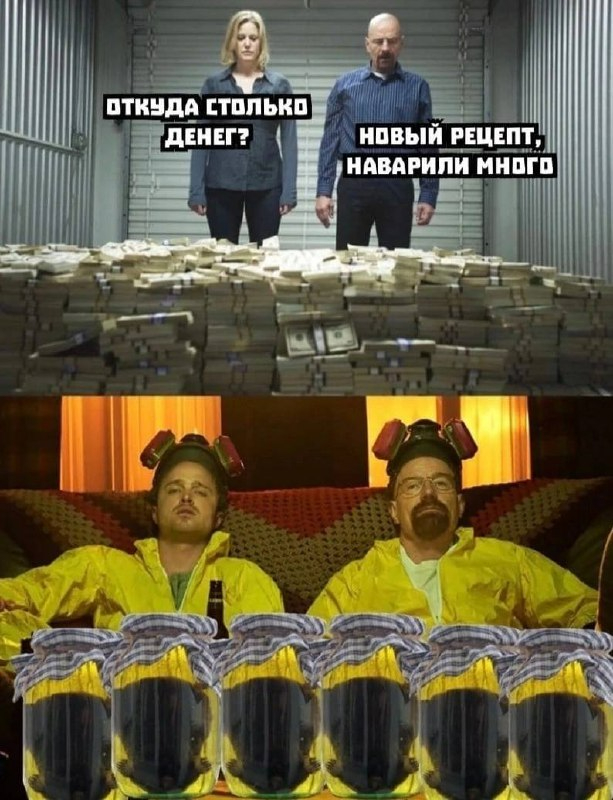 ОТКУДА СТОЛЬКО
ДЕНЕГ?
НОВЫЙ РЕЦЕПТ,
НАВАРИЛИ МНОГО